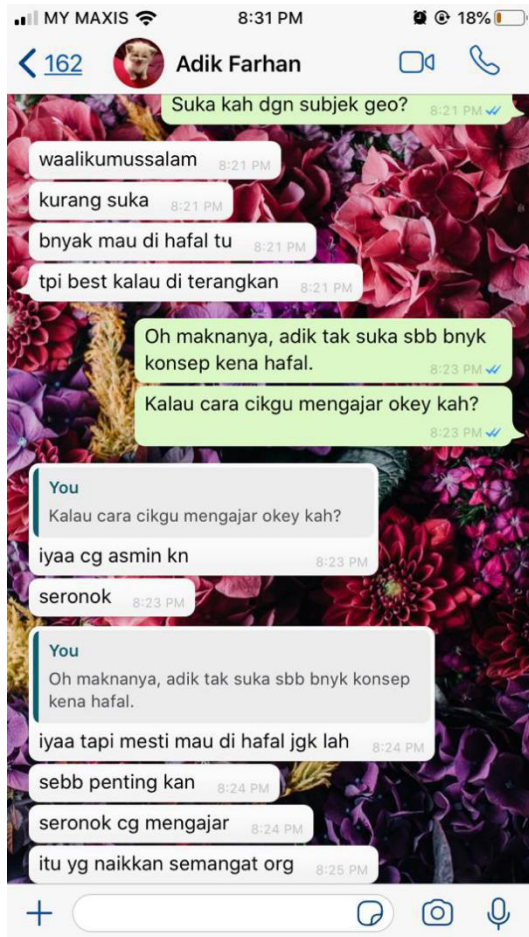 MY MAXIS 8:31 PM 18%
162 Adik Farhan
Suka kah dgn subjek geo? 8:21 PM
waalikumussalam 8:21 PM
kurang suka 8:21 PM
bnyak mau di hafal tu 8:21 PM
tpi best kalau di terangkan 8:21 PM
Oh maknanya, adik tak suka sbb bnyk
konsep kena hafal. 8:23 PM
Kalau cara cikgu mengajar okey kah?
8:23 PM
You
Kalau cara cikgu mengajar okey kah?
iyaa cg asmin kn 8:23 PM
seronok 8:23 PM
You
Oh maknanya, adik tak suka sbb bnyk konsep
kena hafal.
iyaa tapi mesti mau di hafal jgk lah 8:24 PM
sebb penting kan 8:24 PM
seronok cg mengajar 8:24 PM
itu yg naikkan semangat org 8:25 PM